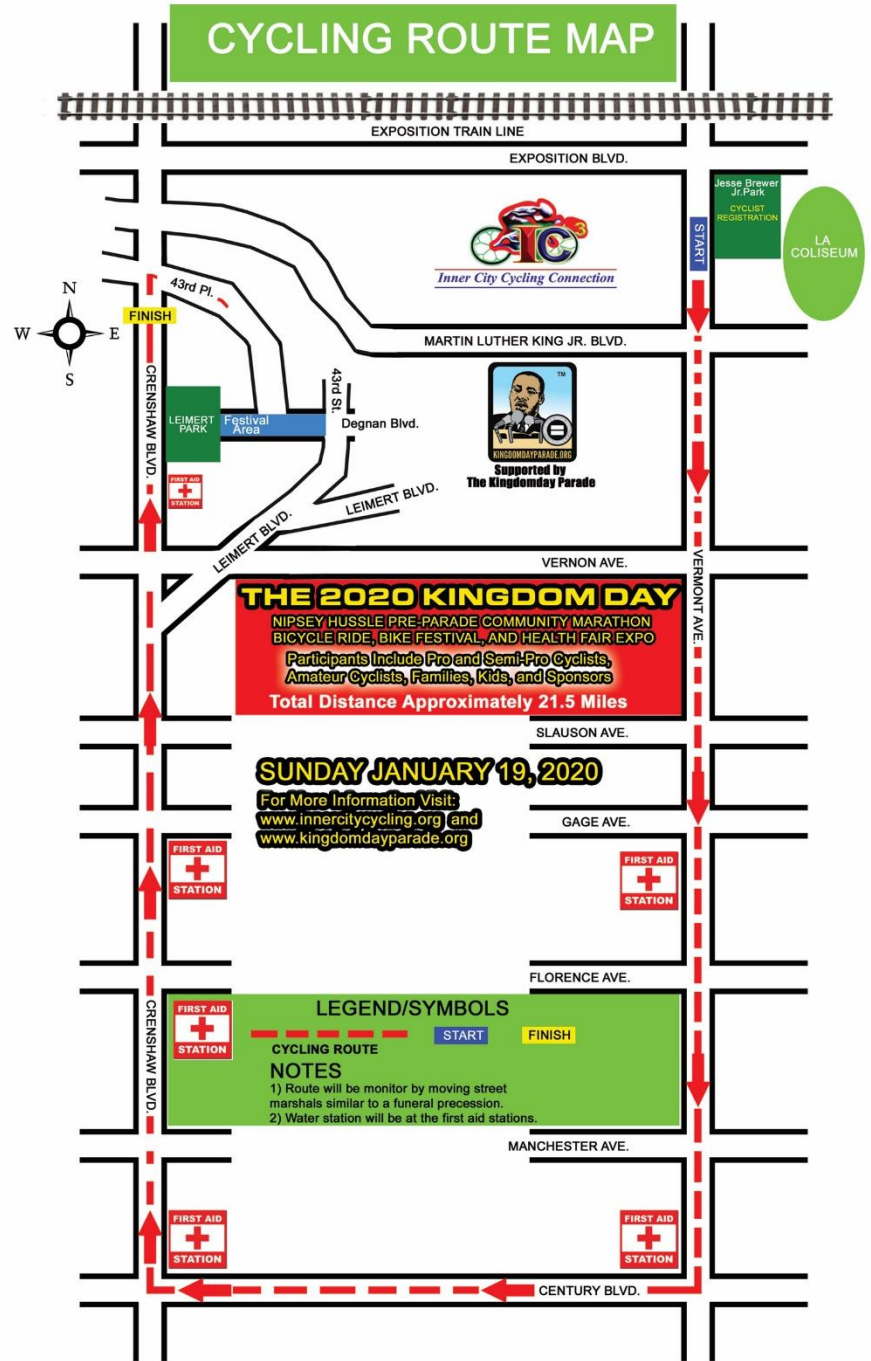 CYCLING ROUTE MAP
EXPOSITION TRAIN LINE
EXPOSITION BLVD.
Jesse Brewer
Jr.Park
CYCLIST
REGISTRATION
LA
COLISEUM
START
3
ICC
Inner City Cycling Connection
43rd Pl.
N
W
E
S
FINISH
MARTIN LUTHER KING JR. BLVD.
CRENSHAW BLVD.
LEIMERT
PARK
Festival
Area
43rd St.
Degnan Blvd.
TM
KINGDOMDAYPARADE.ORG
Supported by
The Kingdomday Parade
FIRST AID
STATION
LEIMERT BLVD.
LEIMERT BLVD.
VERNON AVE.
VERMONT AVE.
THE 2020 KINGDOM DAY
NIPSEY HUSSLE PRE-PARADE COMMUNITY MARATHON
BICYCLE RIDE, BIKE FESTIVAL, AND HEALTH FAIR EXPO
Participants Include Pro and Semi-Pro Cyclists,
Amateur Cyclists, Families, Kids, and Sponsors
Total Distance Approximately 21.5 Miles
SLAUSON AVE.
SUNDAY JANUARY 19, 2020
For More Information Visit:
www.innercitycycling.org and
www.kingdomdayparade.org
GAGE AVE.
FIRST AID
STATION
FIRST AID
STATION
FLORENCE AVE.
CRENSHAW BLVD.
FIRST AID
STATION
LEGEND/SYMBOLS
CYCLING ROUTE
START
FINISH
NOTES
1) Route will be monitor by moving street
marshals similar to a funeral precession.
2) Water station will be at the first aid stations.
MANCHESTER AVE.
FIRST AID
STATION
FIRST AID
STATION
CENTURY BLVD.